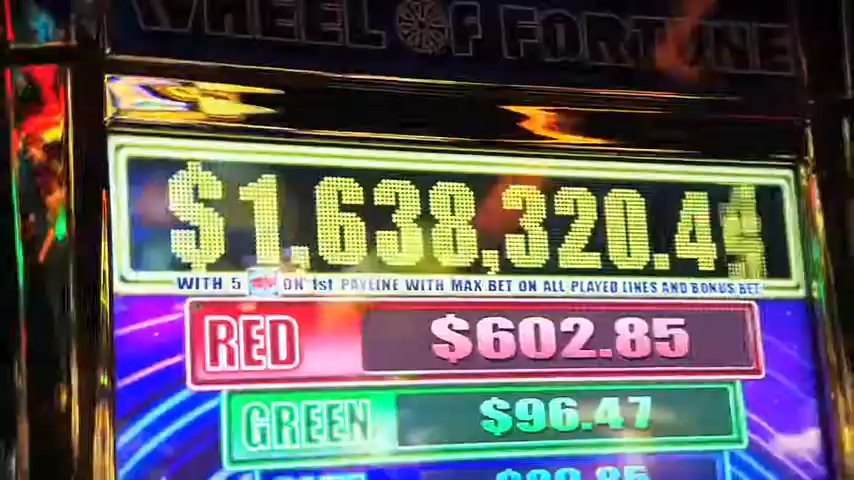 WHEEL OF FORTUNE
$1,638,320.4
WITH 5 ON 1st PAYLINE WITH MAX BET ON ALL PLAYED LINES AND BONUS BET
RED $602.85
GREEN $96.47